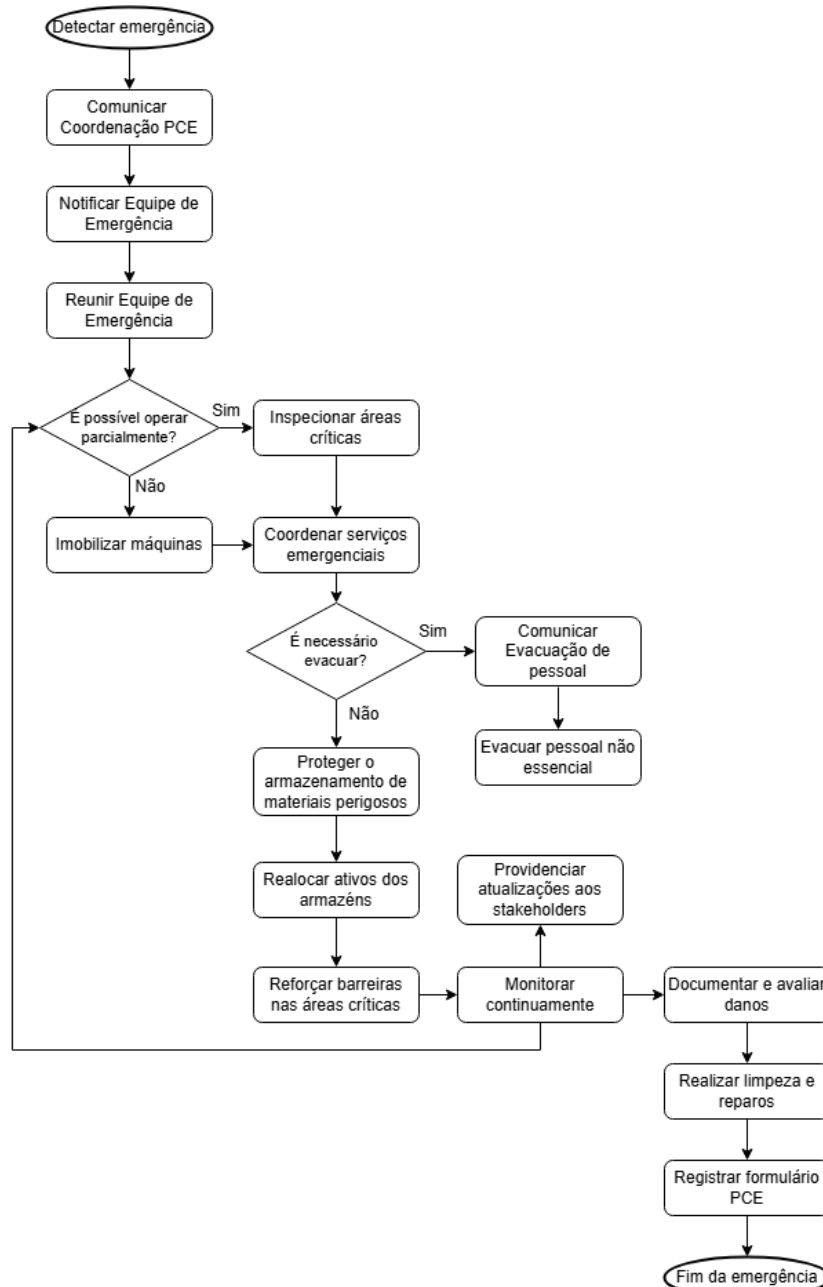 Detectar emergência
Comunicar
Coordenação PCE
Notificar Equipe de
Emergência
Reunir Equipe de
Emergência
É possível operar
parcialmente?
Sim
Inspecionar áreas
críticas
Não
Imobilizar máquinas
Coordenar serviços
emergenciais
É necessário
evacuar?
Sim
Comunicar
Evacuação de
pessoal
Não
Evacuar pessoal não
essencial
Proteger o
armazenamento de
materiais perigosos
Realocar ativos dos
armazéns
Providenciar
atualizações aos
stakeholders
Reforçar barreiras
nas áreas críticas
Monitorar
continuamente
Documentar e avaliar
danos
Realizar limpeza e
reparos
Registrar formulário
PCE
Fim da emergência